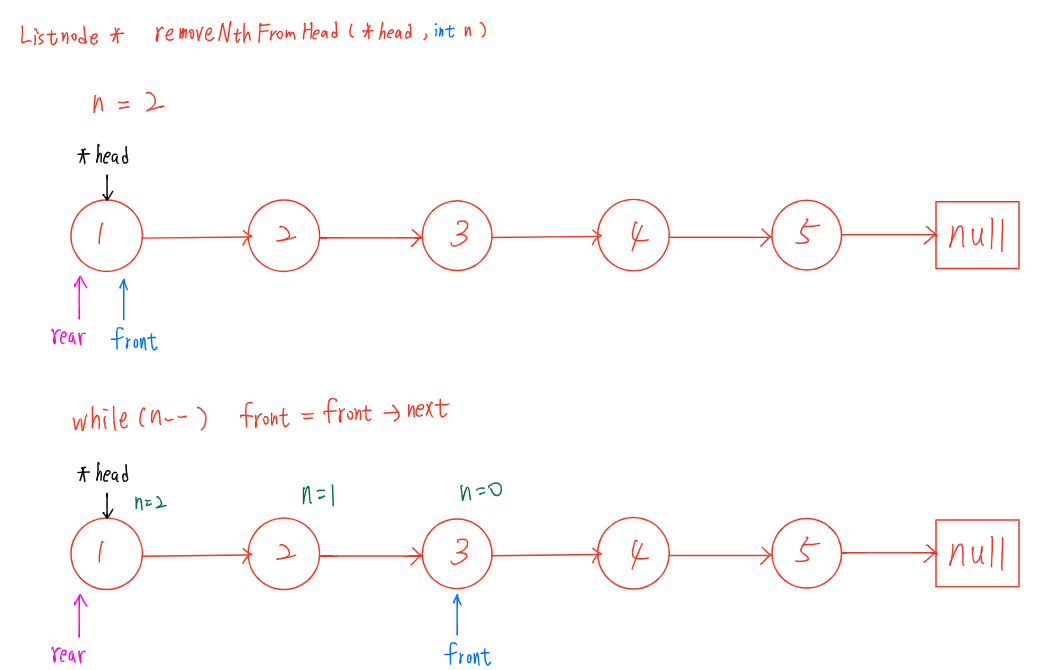 Listnode * removeNthFromHead ( *head , int n )
n = 2
*head
1 2 3 4 5 null
rear front
while (n--) front = front → next
*head
n=2 n=1 n=0
1 2 3 4 5 null
rear front